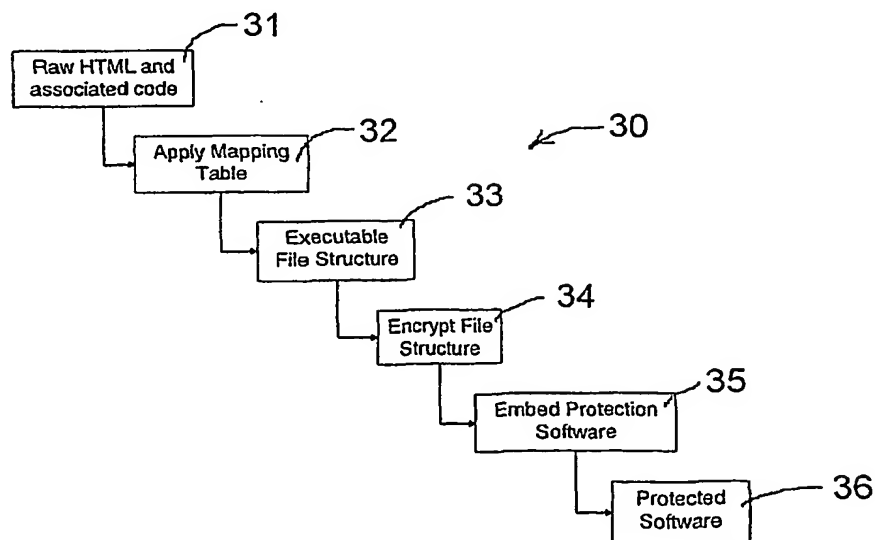 31
Raw HTML and
associated code
32
30
Apply Mapping
Table
33
Executable
File Structure
34
Encrypt File
Structure
35
Embed Protection
Software
36
Protected
Software